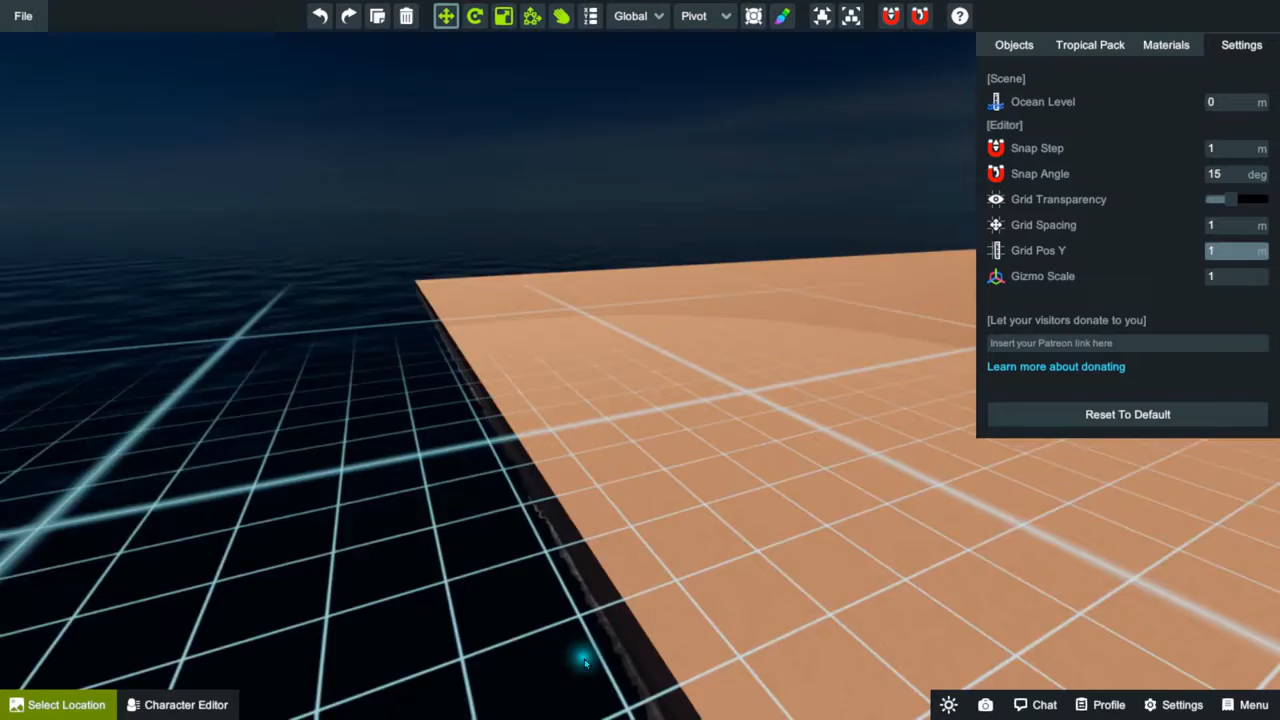 File
Global
Pivot
Objects
Tropical Pack
Materials
Settings
[Scene]
Ocean Level
0 m
[Editor]
Snap Step
1 m
Snap Angle
15 deg
Grid Transparency
Grid Spacing
1 m
Grid Pos Y
1 m
Gizmo Scale
1
[Let your visitors donate to you]
Insert your Patreon link here
Learn more about donating
Reset To Default
Select Location
Character Editor
Chat
Profile
Settings
Menu